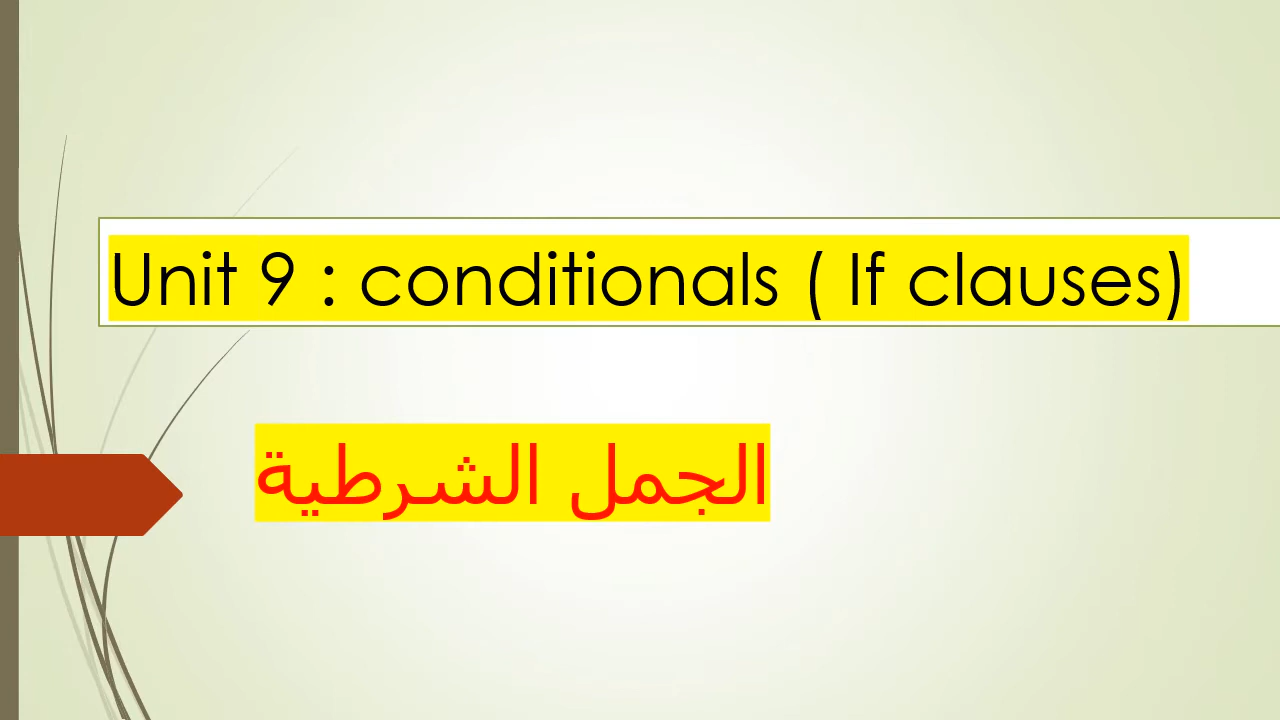 Unit 9 : conditionals ( If clauses)
الجمل الشرطية